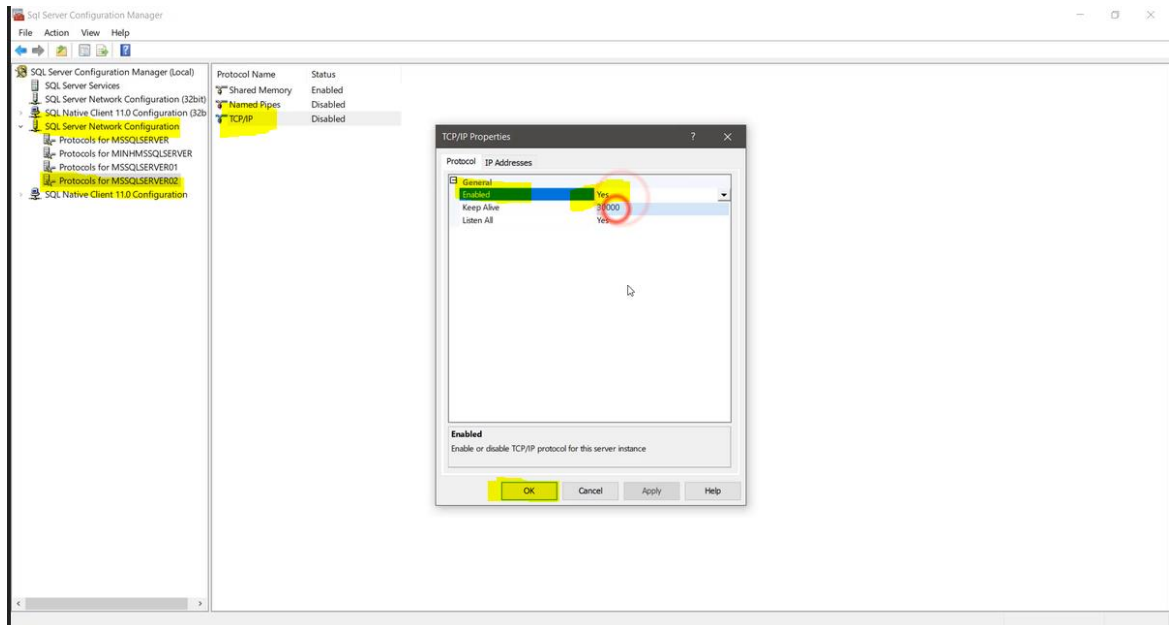 Sql Server Configuration Manager
File Action View Help
SQL Server Configuration Manager (Local)
SQL Server Services
SQL Server Network Configuration (32bit)
SQL Native Client 11.0 Configuration (32b
SQL Server Network Configuration
Protocols for MSSQLSERVER
Protocols for MINHMSSQLSERVER
Protocols for MSSQLSERVER01
Protocols for MSSQLSERVER02
SQL Native Client 11.0 Configuration
Protocol Name Status
Shared Memory Enabled
Named Pipes Disabled
TCP/IP Disabled
TCP/IP Properties
Protocol IP Addresses
General
Enabled Yes
Keep Alive 30000
Listen All Yes
Enabled
Enable or disable TCP/IP protocol for this server instance
OK Cancel Apply Help